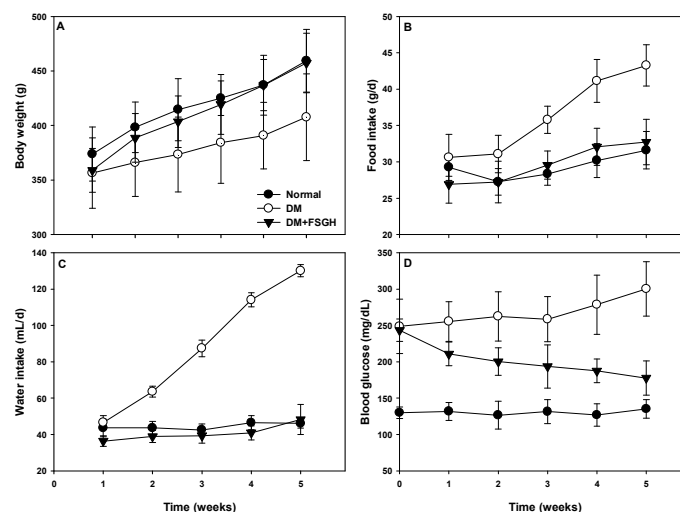 A
Body weight (g)
500
450
400
350
300
Normal
DM
DM+FSGH
B
Food intake (g/d)
50
45
40
35
30
25
20
C
Water intake (mL/d)
140
120
100
80
60
40
20
0 1 2 3 4 5
Time (weeks)
D
Blood glucose (mg/dL)
350
300
250
200
150
100
50
0
0 1 2 3 4 5
Time (weeks)